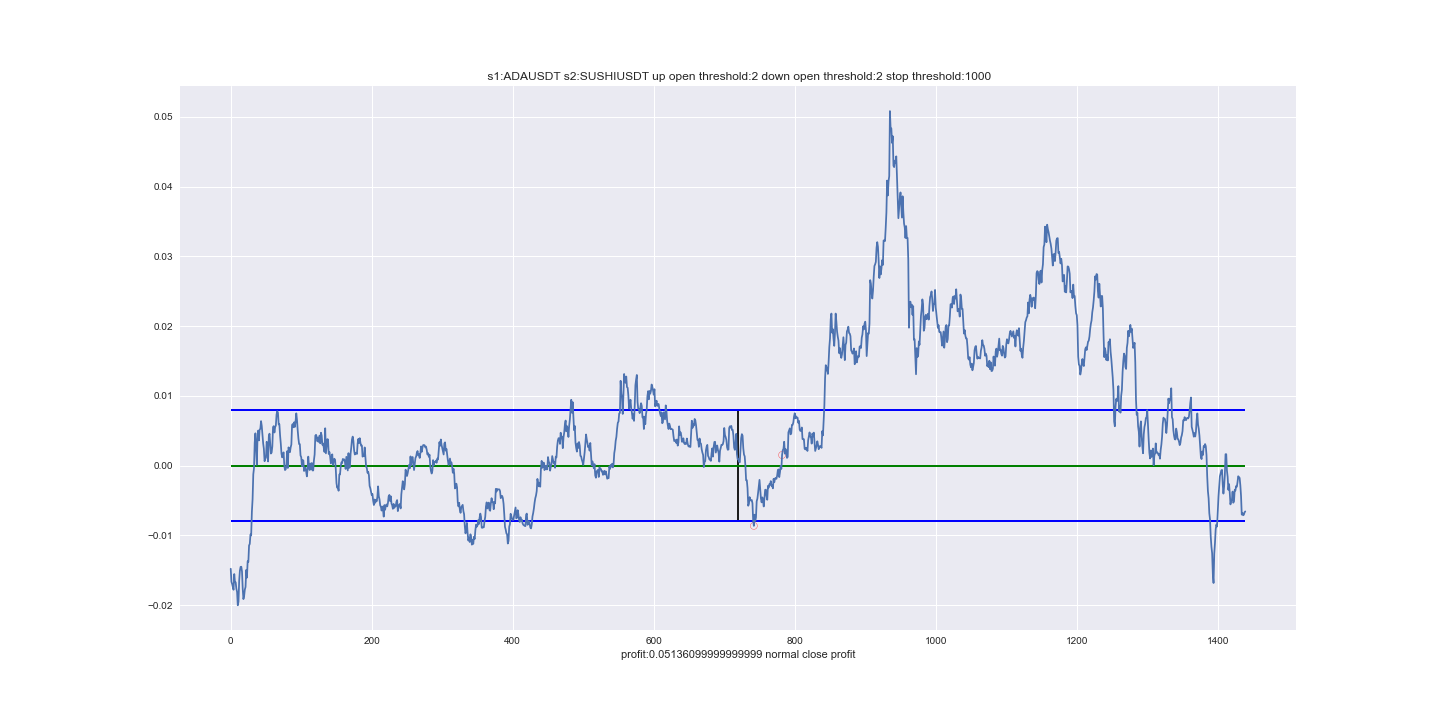 s1:ADAUSDT s2:SUSHIUSDT up open threshold:2 down open threshold:2 stop threshold:1000
0.05
0.04
0.03
0.02
0.01
0.00
−0.01
−0.02
0 200 400 600 800 1000 1200 1400
profit:0.05136099999999999 normal close profit